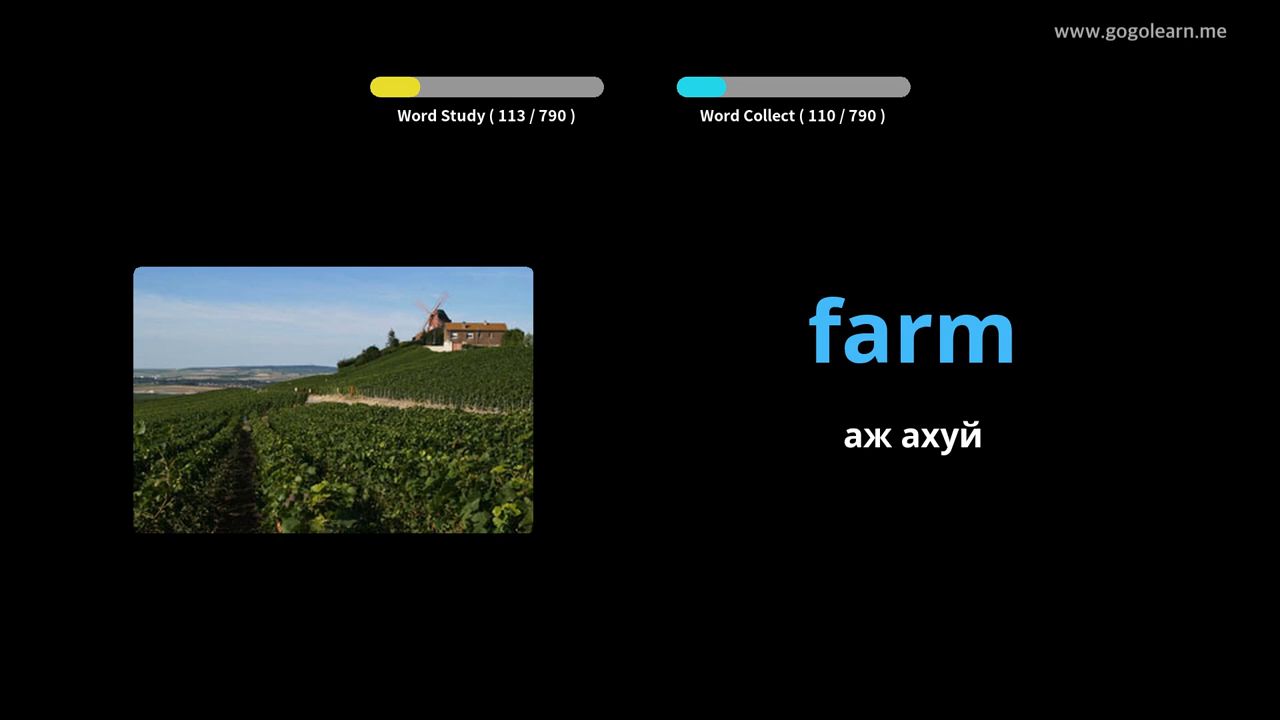 www.gogolearn.me
Word Study ( 113 / 790 )
Word Collect ( 110 / 790 )
farm
аж ахуй